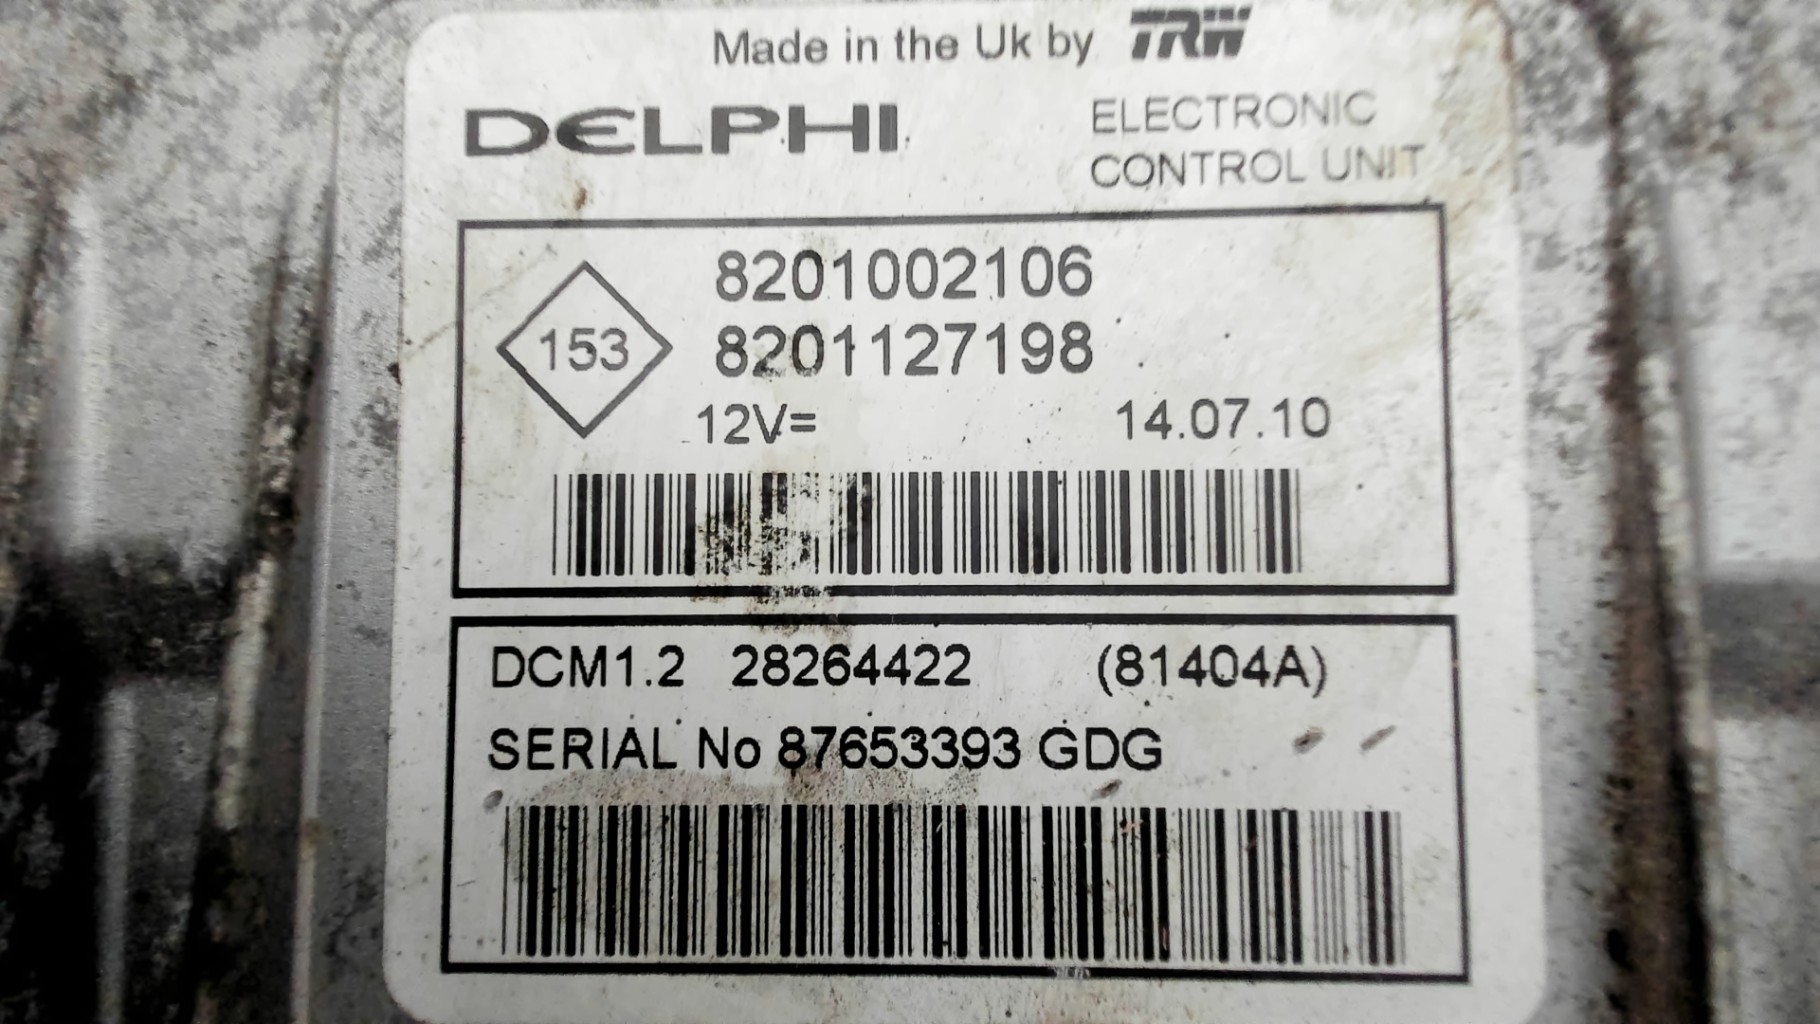 Made in the Uk by TRW
DELPHI
ELECTRONIC
CONTROL UNIT
8201002106
153
8201127198
12V=
14.07.10
DCM1.2 28264422 (81404A)
SERIAL No 87653393 GDG